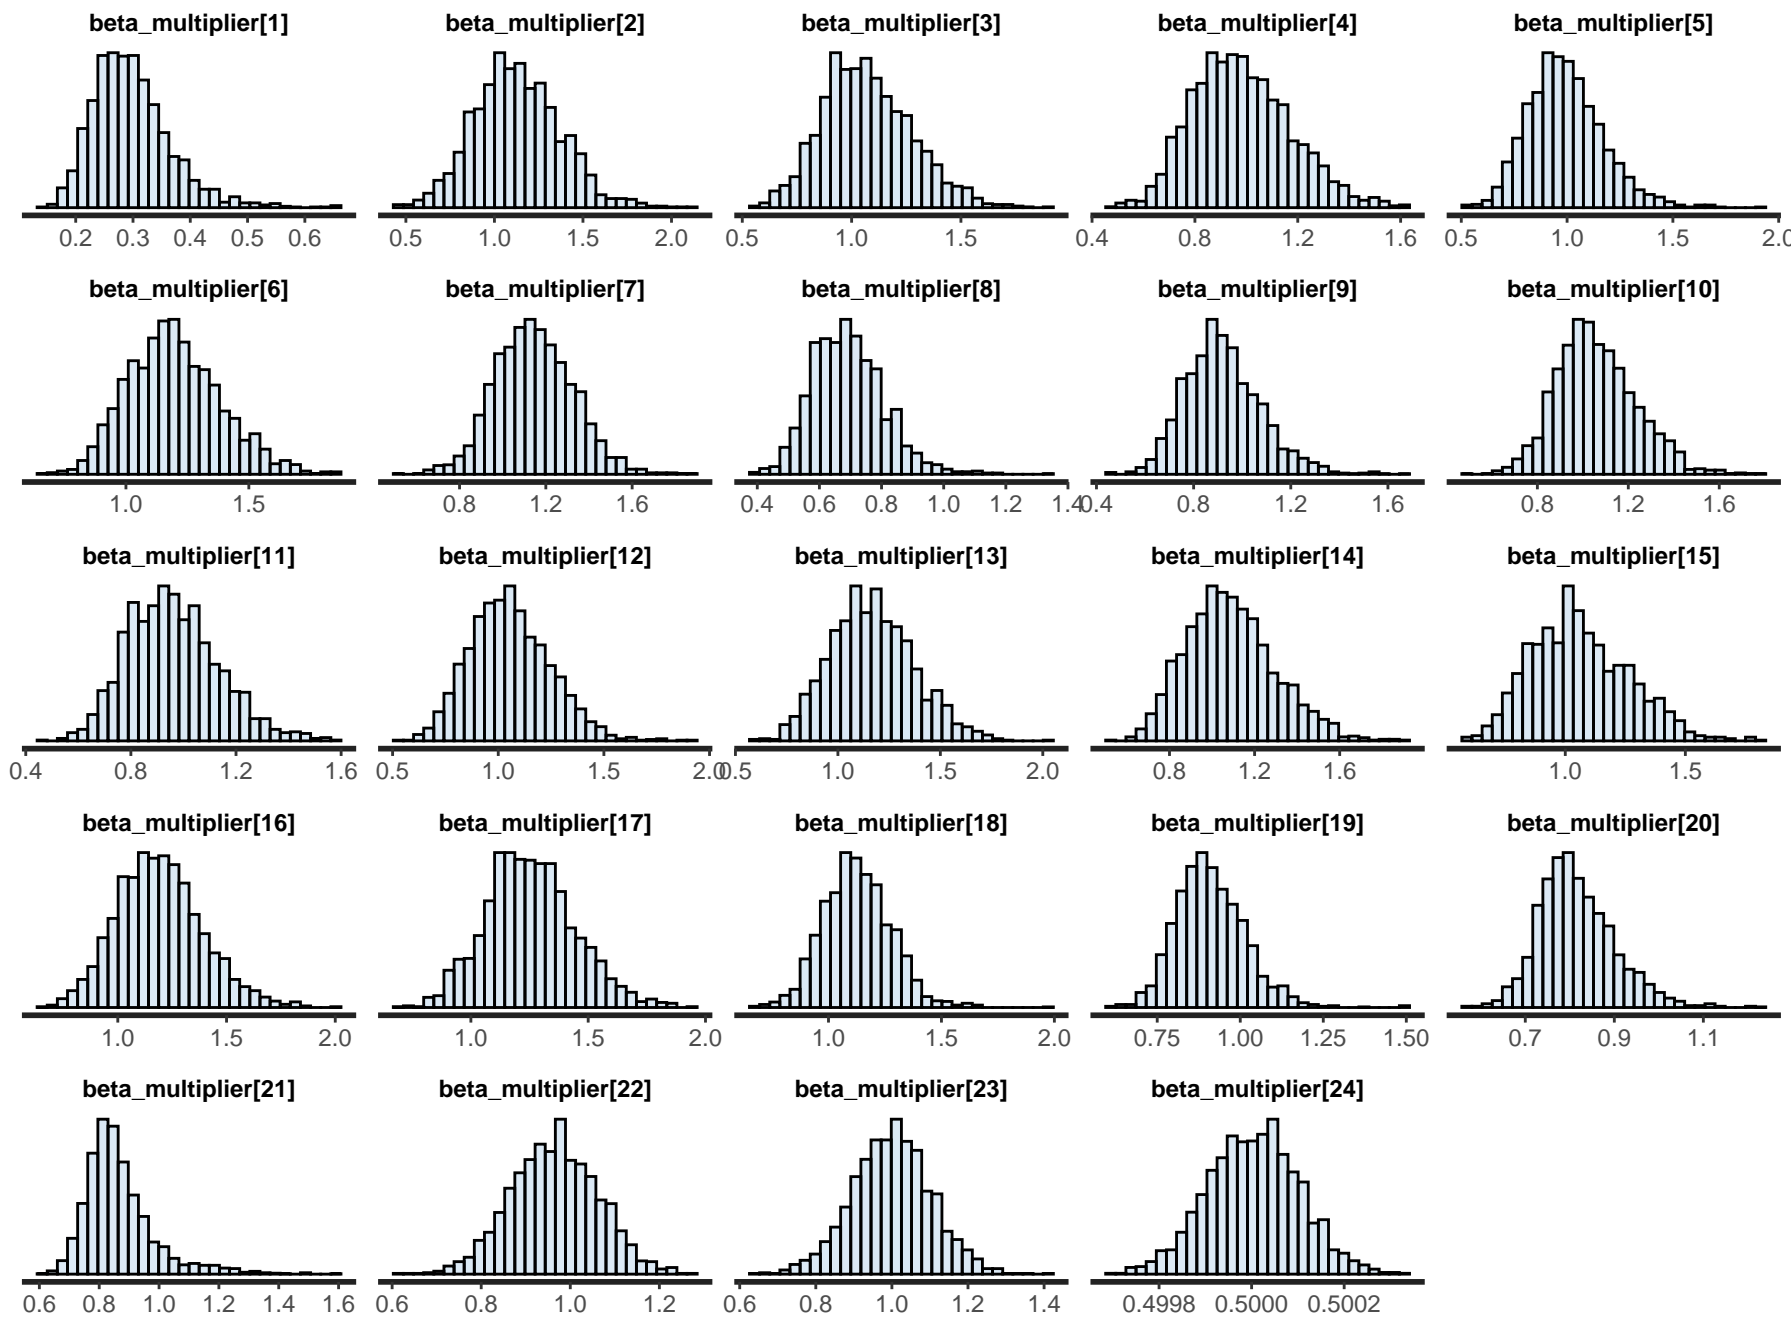 beta_multiplier[1] beta_multiplier[2] beta_multiplier[3] beta_multiplier[4] beta_multiplier[5]
0.2 0.3 0.4 0.5 0.6 0.5 1.0 1.5 2.0 0.5 1.0 1.5 0.4 0.8 1.2 1.6 0.5 1.0 1.5 2.0
beta_multiplier[6] beta_multiplier[7] beta_multiplier[8] beta_multiplier[9] beta_multiplier[10]
1.0 1.5 0.8 1.2 1.6 0.4 0.6 0.8 1.0 1.2 1.4 0.4 0.8 1.2 1.6 0.8 1.2 1.6
beta_multiplier[11] beta_multiplier[12] beta_multiplier[13] beta_multiplier[14] beta_multiplier[15]
0.4 0.8 1.2 1.6 0.5 1.0 1.5 2.0 0.5 1.0 1.5 2.0 0.8 1.2 1.6 1.0 1.5
beta_multiplier[16] beta_multiplier[17] beta_multiplier[18] beta_multiplier[19] beta_multiplier[20]
1.0 1.5 2.0 1.0 1.5 2.0 1.0 1.5 2.0 0.75 1.00 1.25 1.50 0.7 0.9 1.1
beta_multiplier[21] beta_multiplier[22] beta_multiplier[23] beta_multiplier[24]
0.6 0.8 1.0 1.2 1.4 1.6 0.6 0.8 1.0 1.2 0.6 0.8 1.0 1.2 1.4 0.4998 0.5000 0.5002